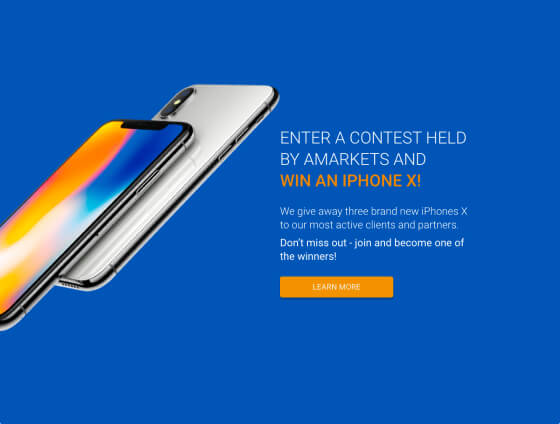 ENTER A CONTEST HELD
BY AMARKETS AND
WIN AN IPHONE X!
We give away three brand new iPhones X
to our most active clients and partners.
Don't miss out - join and become one of
the winners!
LEARN MORE